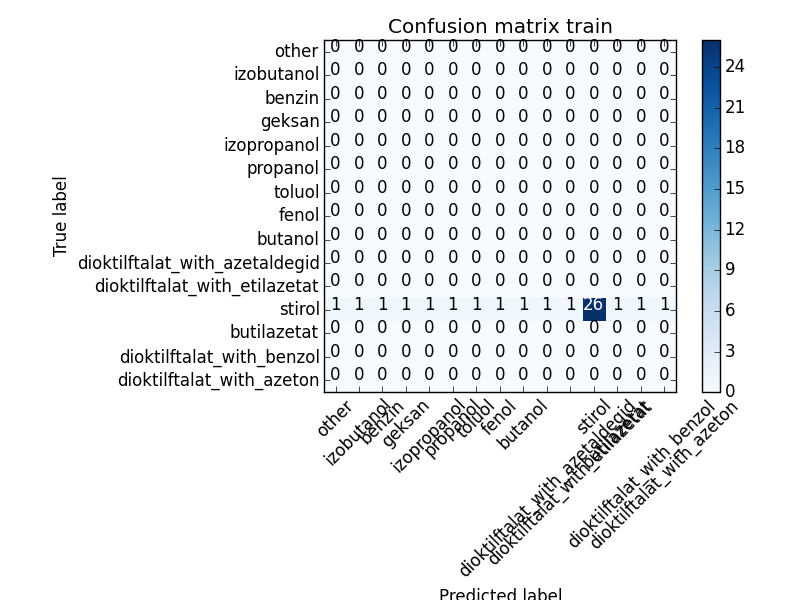 Confusion matrix train
other 0 0 0 0 0 0 0 0 0 0 0 0 0 0 0
izobutanol 0 0 0 0 0 0 0 0 0 0 0 0 0 0 0
benzin 0 0 0 0 0 0 0 0 0 0 0 0 0 0 0
geksan 0 0 0 0 0 0 0 0 0 0 0 0 0 0 0
izopropanol 0 0 0 0 0 0 0 0 0 0 0 0 0 0 0
propanol 0 0 0 0 0 0 0 0 0 0 0 0 0 0 0
toluol 0 0 0 0 0 0 0 0 0 0 0 0 0 0 0
fenol 0 0 0 0 0 0 0 0 0 0 0 0 0 0 0
butanol 0 0 0 0 0 0 0 0 0 0 0 0 0 0 0
dioktilftalat_with_azetaldegid 0 0 0 0 0 0 0 0 0 0 0 0 0 0 0
dioktilftalat_with_etilazetat 0 0 0 0 0 0 0 0 0 0 0 0 0 0 0
stirol 1 1 1 1 1 1 1 1 1 1 1 26 1 1 1
butilazetat 0 0 0 0 0 0 0 0 0 0 0 0 0 0 0
dioktilftalat_with_benzol 0 0 0 0 0 0 0 0 0 0 0 0 0 0 0
dioktilftalat_with_azeton 0 0 0 0 0 0 0 0 0 0 0 0 0 0 0
True label
other
izobutanol
benzin
geksan
izopropanol
propanol
toluol
fenol
butanol
dioktilftalat_with_azetaldegid
dioktilftalat_with_etilazetat
stirol
butilazetat
dioktilftalat_with_benzol
dioktilftalat_with_azeton
Predicted label
24
21
18
15
12
9
6
3
0